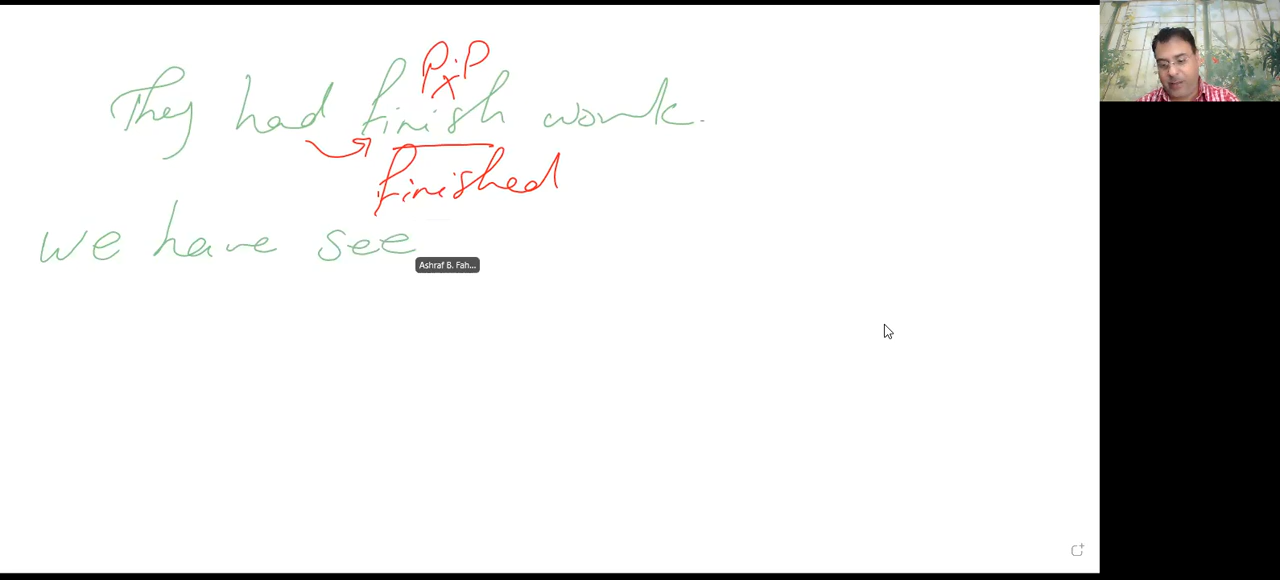 P.P
They had finish work.
x
finished
we have see
Ashraf B. Fah...